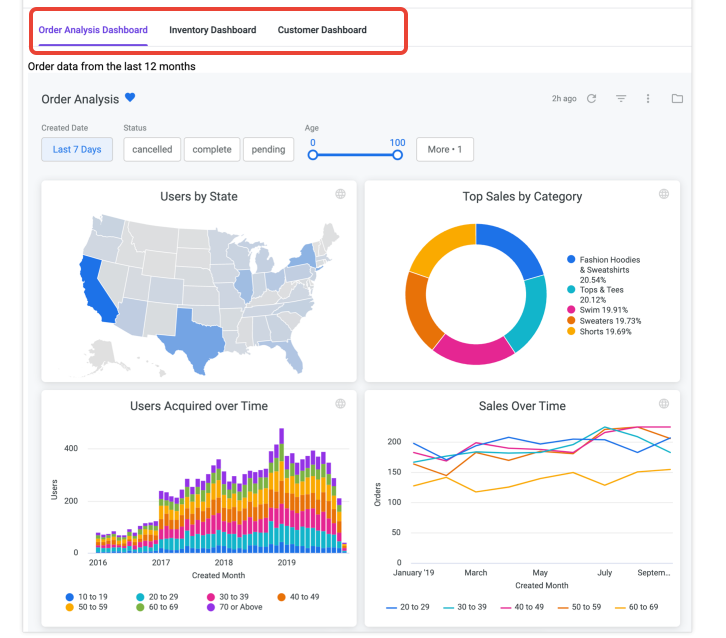 Order Analysis Dashboard Inventory Dashboard Customer Dashboard
Order data from the last 12 months
Order Analysis
2h ago
Created Date Status Age
Last 7 Days cancelled complete pending 0 100 More • 1
Users by State
Top Sales by Category
Fashion Hoodies
& Sweatshirts
20.54%
Tops & Tees
20.12%
Swim 19.91%
Sweaters 19.73%
Shorts 19.69%
Users Acquired over Time
Users
400
200
0
2016 2017 2018 2019
Created Month
10 to 19 20 to 29 30 to 39 40 to 49
50 to 59 60 to 69 70 or Above
Sales Over Time
Orders
200
150
100
50
0
January '19 March May July Septem...
Created Month
20 to 29 30 to 39 40 to 49 50 to 59 60 to 69